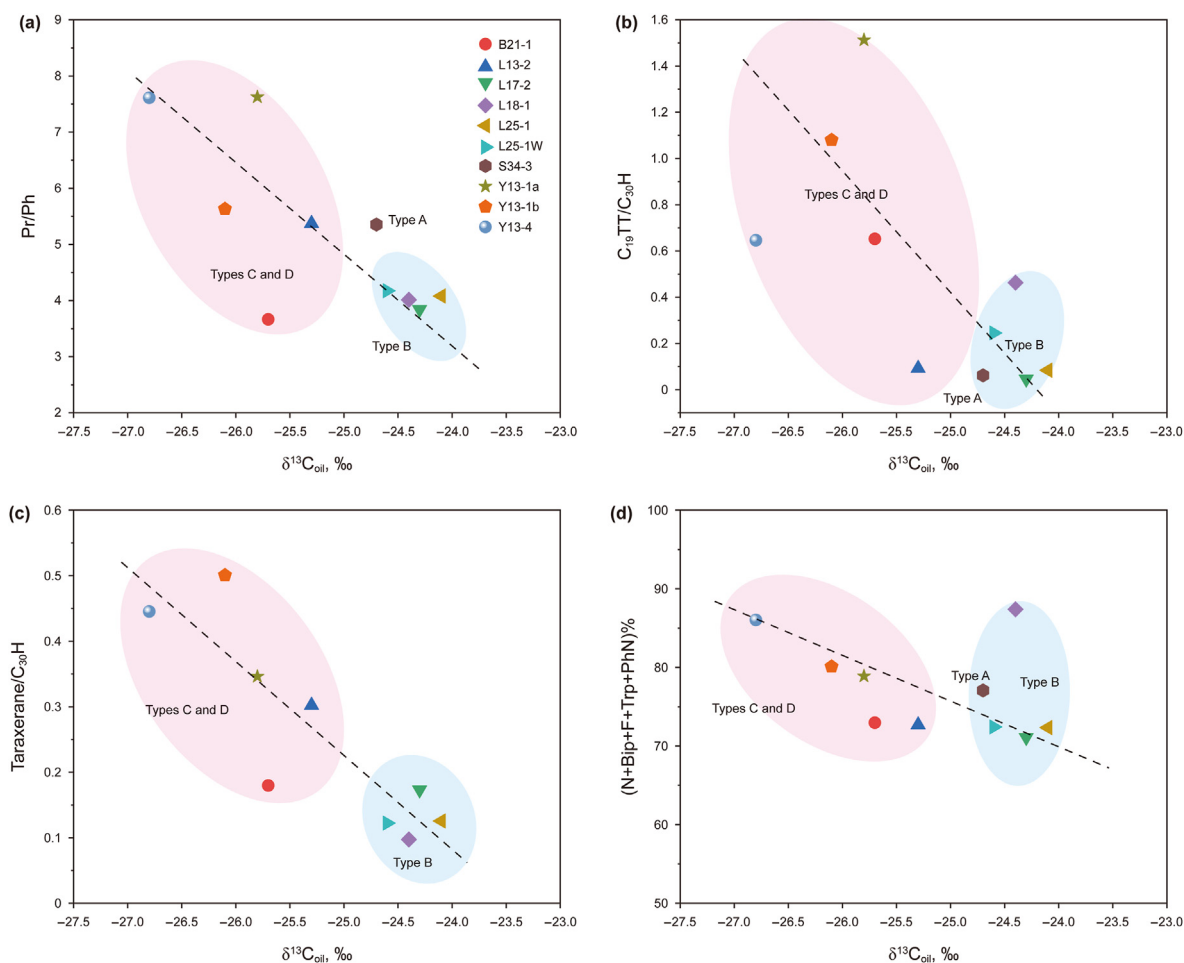 (a)
9
8
7
6
5
4
3
2
Pr/Ph
B21-1
L13-2
L17-2
L18-1
L25-1
L25-1W
S34-3
Y13-1a
Y13-1b
Y13-4
Type A
Types C and D
Type B
−27.5 −27.0 −26.5 −26.0 −25.5 −25.0 −24.5 −24.0 −23.5 −23.0
δ¹³C_oil, ‰
(b)
1.6
1.4
1.2
1.0
0.8
0.6
0.4
0.2
0
C₁₉TT/C₃₀H
Types C and D
Type B
Type A
−27.5 −27.0 −26.5 −26.0 −25.5 −25.0 −24.5 −24.0 −23.5 −23.0
δ¹³C_oil, ‰
(c)
0.6
0.5
0.4
0.3
0.2
0.1
0
Taraxerane/C₃₀H
Types C and D
Type B
−27.5 −27.0 −26.5 −26.0 −25.5 −25.0 −24.5 −24.0 −23.5 −23.0
δ¹³C_oil, ‰
(d)
100
90
80
70
60
50
(N+Bip+F+Trp+PhN)%
Type A
Type B
Types C and D
−27.5 −27.0 −26.5 −26.0 −25.5 −25.0 −24.5 −24.0 −23.5 −23.0
δ¹³C_oil, ‰